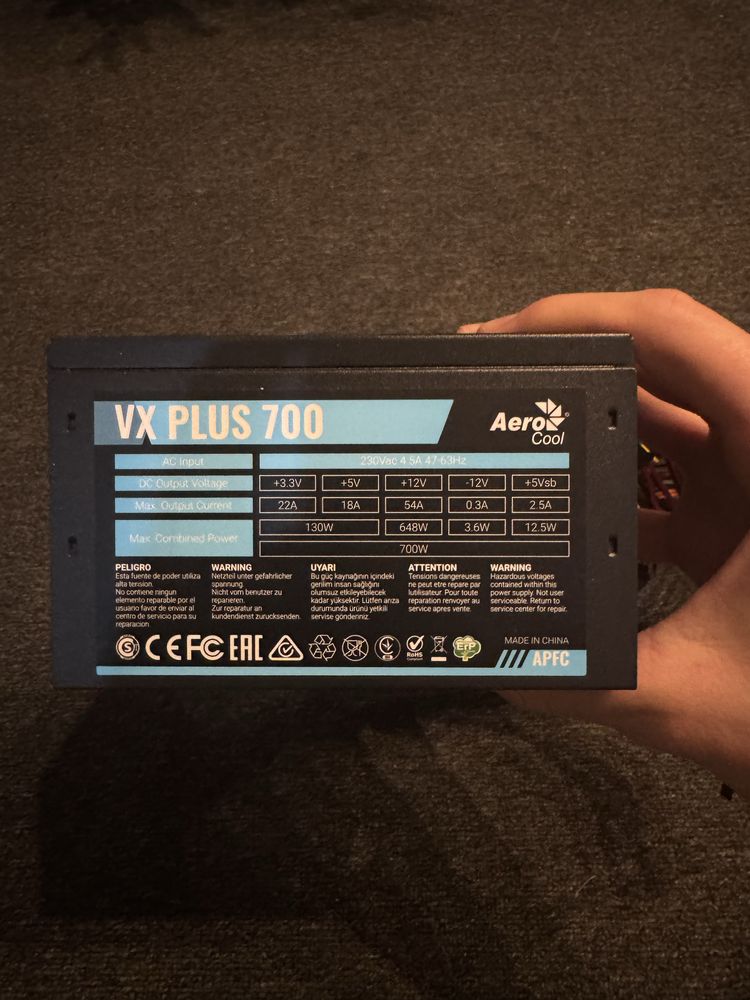 VX PLUS 700
Aero
Cool
AC Input 230Vac 4.5A 47-63Hz
DC Output Voltage +3.3V +5V +12V -12V +5Vsb
Max. Output Current 22A 18A 54A 0.3A 2.5A
Max. Combined Power 130W 648W 3.6W 12.5W
700W
PELIGRO
Esta fuente de poder utiliza
alta tension.
No contiene ningun
elemento reparable por el
usuario favor de enviar al
centro de servicio para su
reparacion.
WARNING
Netzteil unter gefahrlicher
spannung.
Nicht vom benutzer zu
reparieren.
Zur reparatur an
kundendienst zurucksenden.
UYARI
Bu güç kaynağının içindeki
gerilim insan sağlığını
olumsuz etkileyebilecek
kadar yüksektir. Lütfen arıza
durumunda ürünü yetkili
servise gönderiniz.
ATTENTION
Tensions dangereuses
ne peut etre repare par
lutilisateur. Pour toute
reparation renvoyer au
service apres vente.
WARNING
Hazardous voltages
contained within this
power supply. Not user
serviceable. Return to
service center for repair.
S CE FC EAC RoHS ErP
MADE IN CHINA
APFC